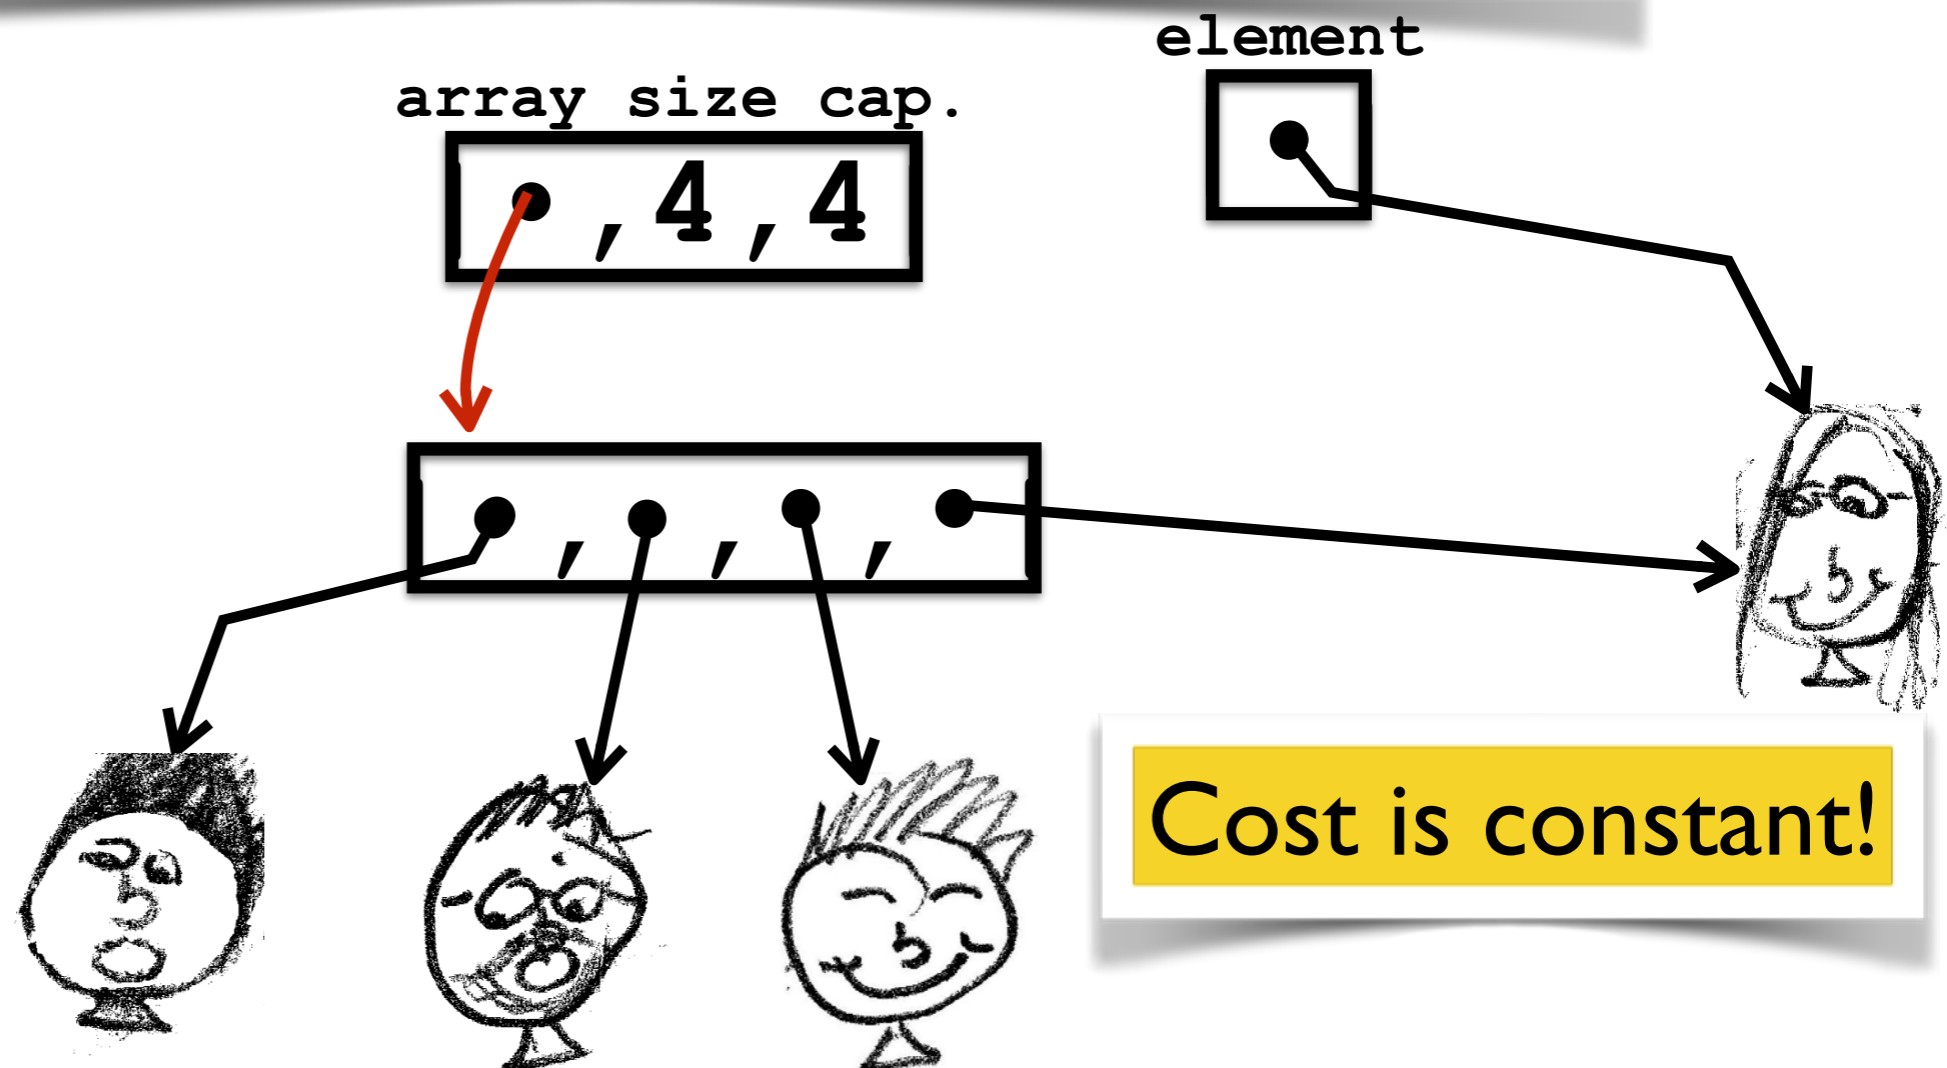 element
array size cap.
,4,4
, , ,
Cost is constant!